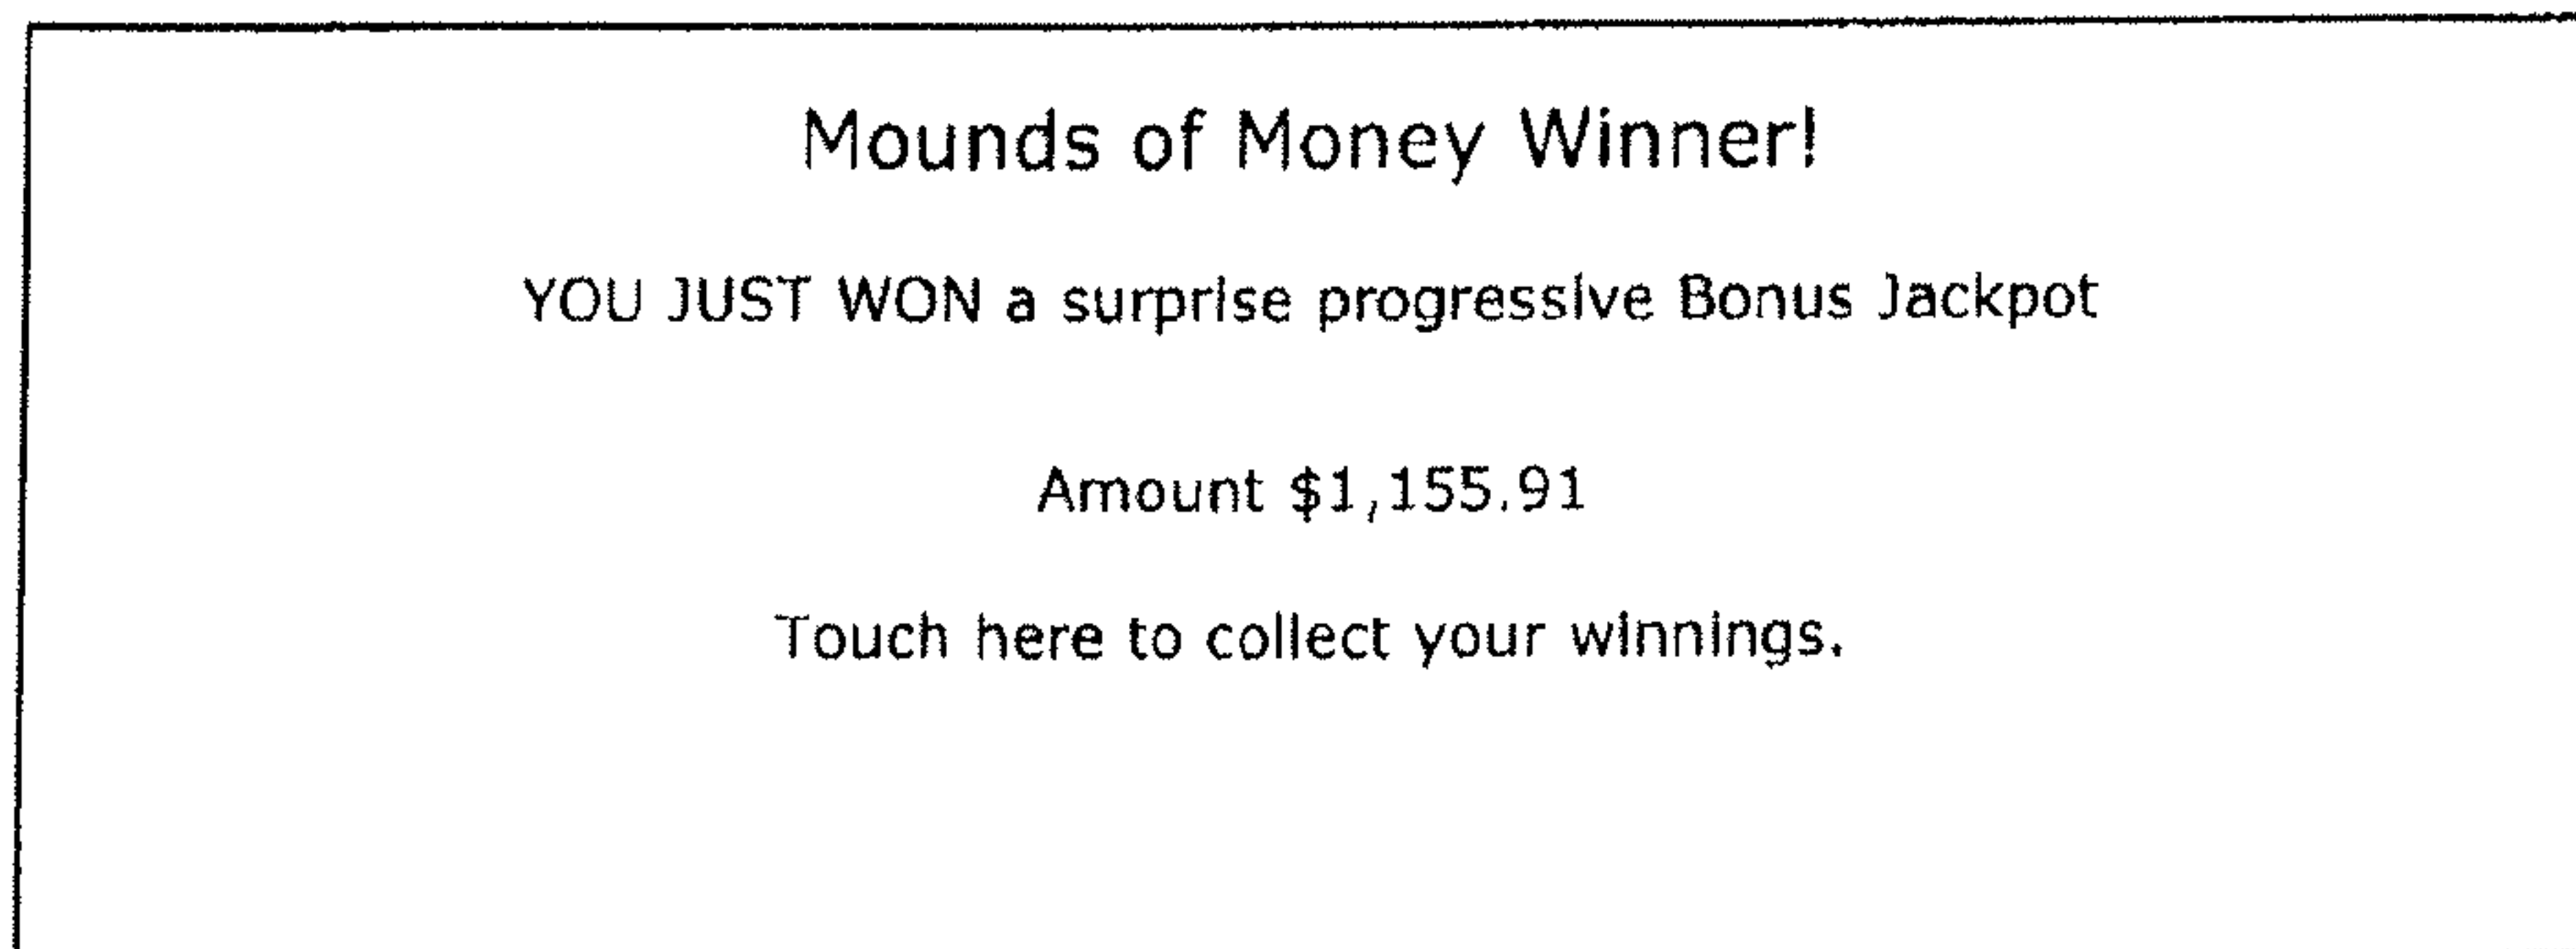 Mounds of Money Winner!
YOU JUST WON a surprise progressive Bonus Jackpot
Amount $1,155.91
Touch here to collect your winnings.